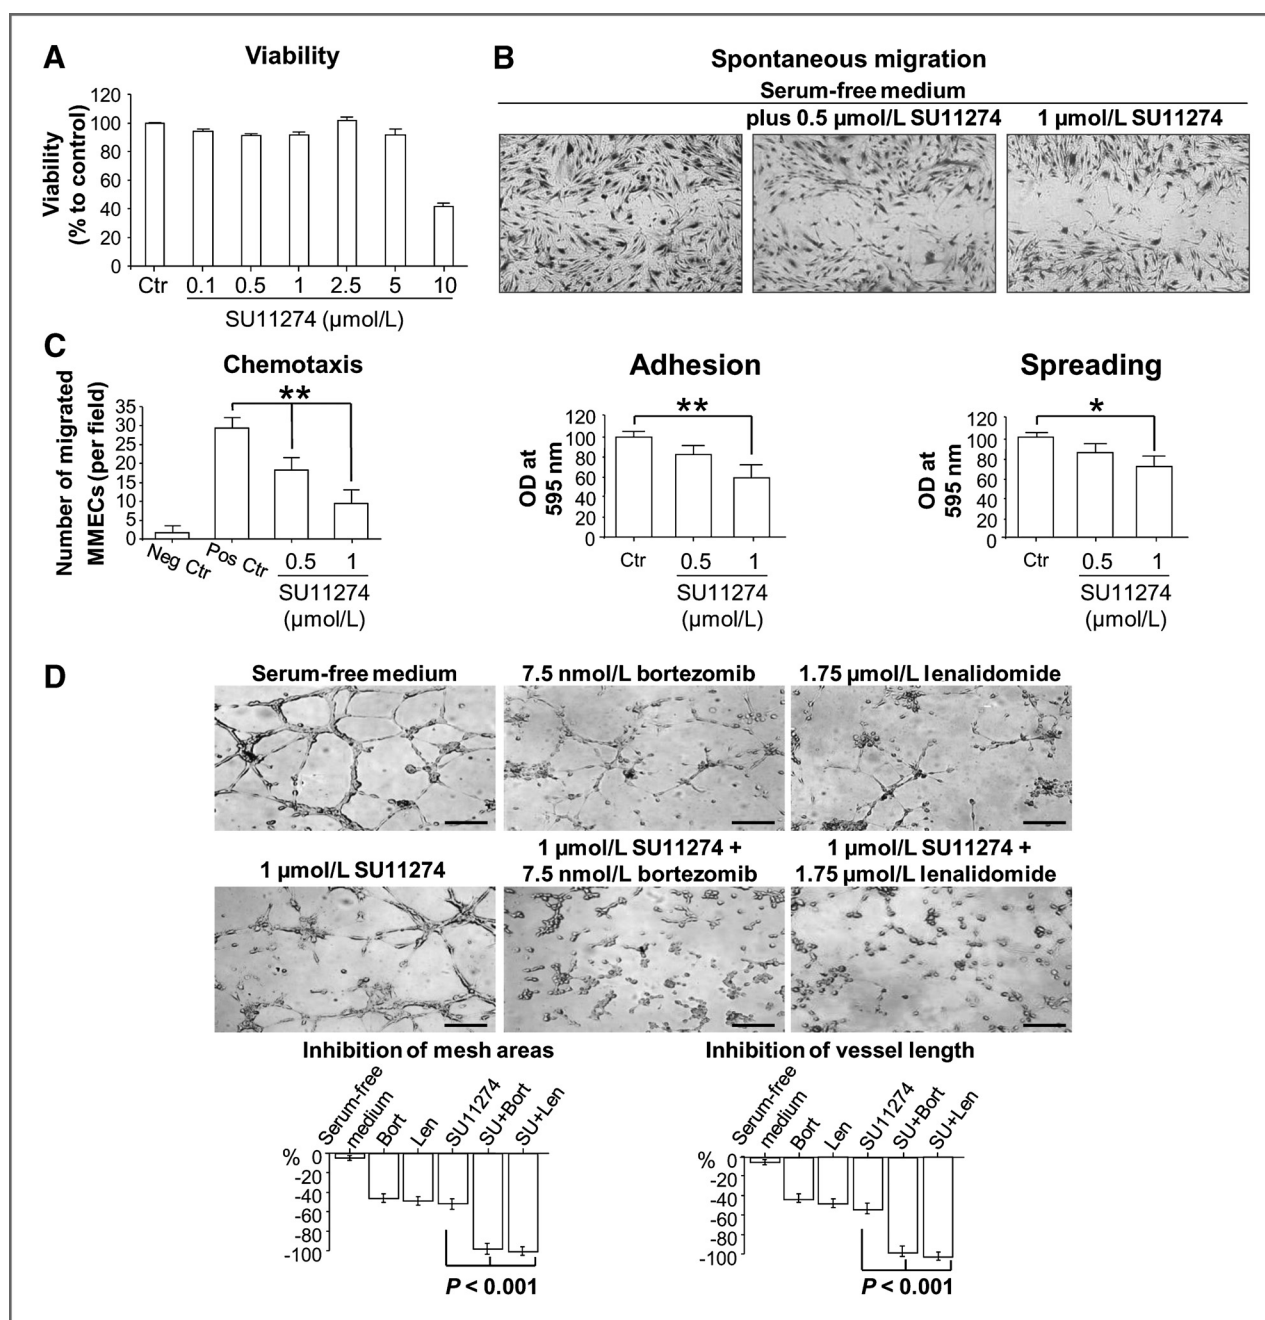 A
Viability
Viability
(% to control)
120
100
80
60
40
20
0
Ctr
0.1
0.5
1
2.5
5
10
SU11274 (µmol/L)
B
Spontaneous migration
Serum-free medium
plus 0.5 µmol/L SU11274
1 µmol/L SU11274
C
Chemotaxis
Number of migrated
MMECs (per field)
35
30
25
20
15
10
5
0
**
Neg Ctr
Pos Ctr
0.5
1
SU11274
(µmol/L)
Adhesion
OD at
595 nm
120
100
80
60
40
20
0
**
Ctr
0.5
1
SU11274
(µmol/L)
Spreading
OD at
595 nm
120
100
80
60
40
20
0
*
Ctr
0.5
1
SU11274
(µmol/L)
D
Serum-free medium
7.5 nmol/L bortezomib
1.75 µmol/L lenalidomide
1 µmol/L SU11274
1 µmol/L SU11274 +
7.5 nmol/L bortezomib
1 µmol/L SU11274 +
1.75 µmol/L lenalidomide
Inhibition of mesh areas
Serum-free
medium
Bort
Len
SU11274
SU+Bort
SU+Len
% 0
-20
-40
-60
-80
-100
P < 0.001
Inhibition of vessel length
Serum-free
medium
Bort
Len
SU11274
SU+Bort
SU+Len
% 0
-20
-40
-60
-80
-100
P < 0.001